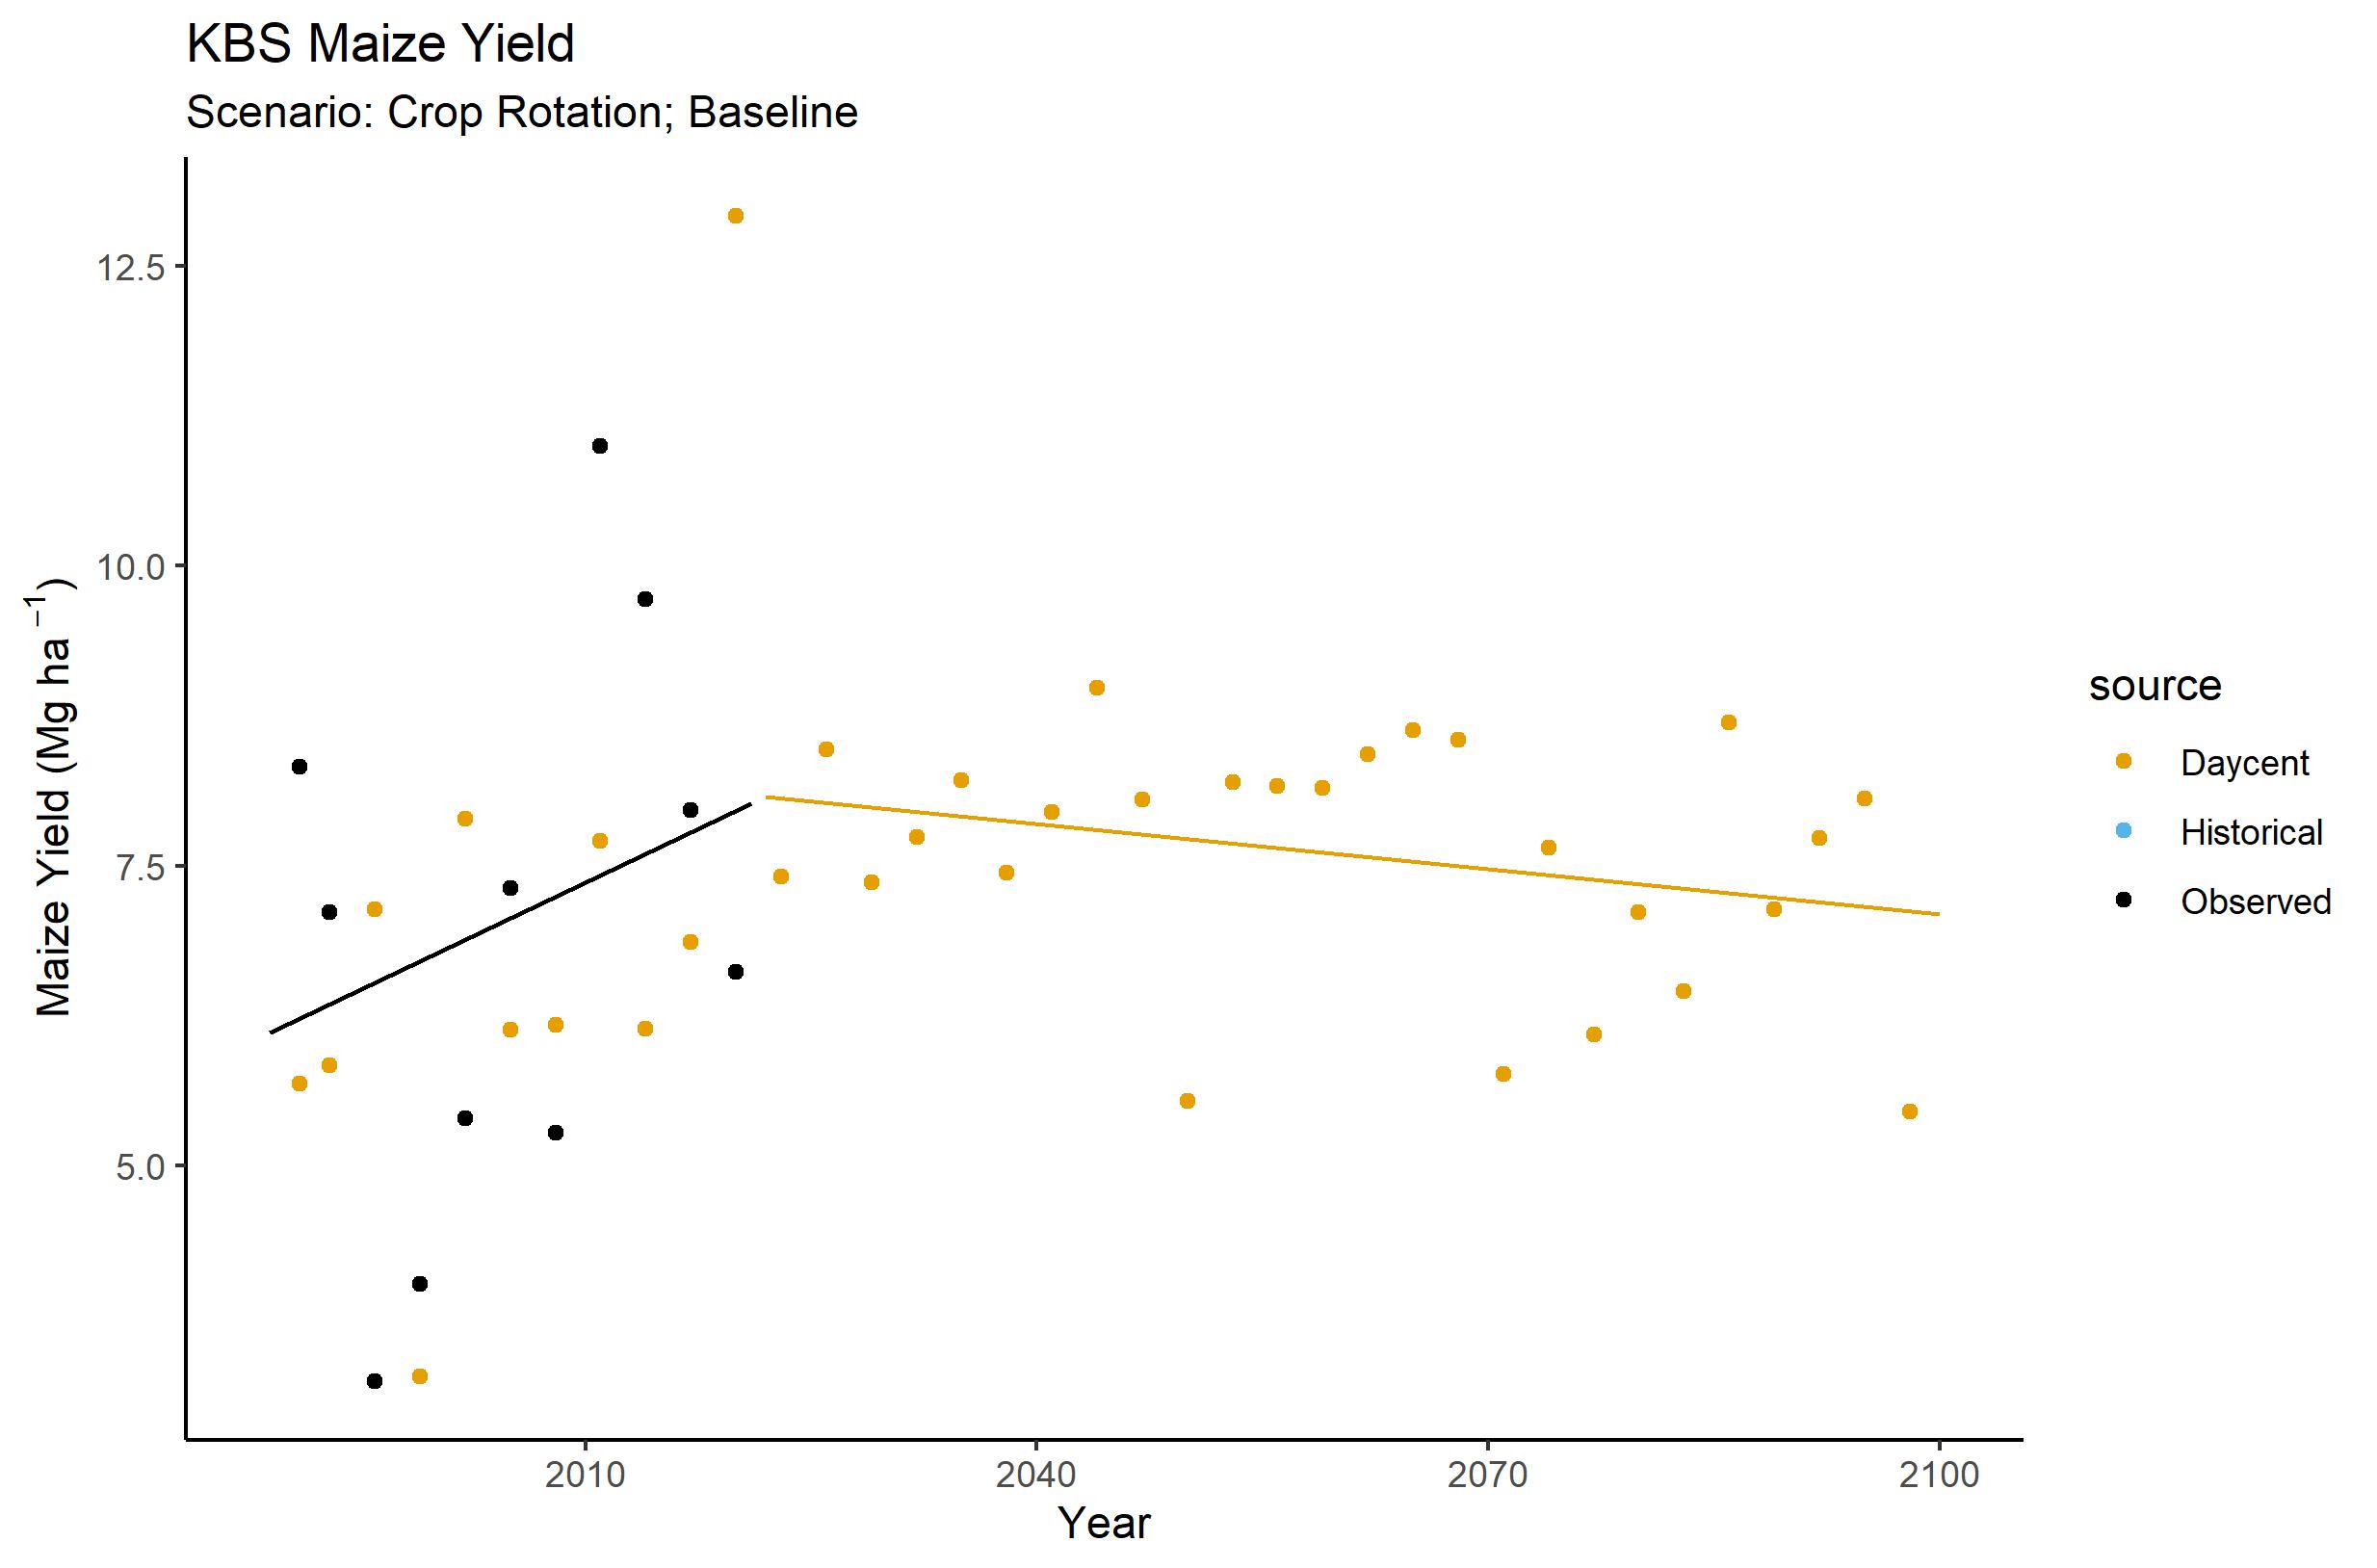 KBS Maize Yield
Scenario: Crop Rotation; Baseline
Maize Yield (Mg ha ⁻¹)
12.5
10.0
7.5
5.0
2010
2040
2070
2100
Year
source
Daycent
Historical
Observed